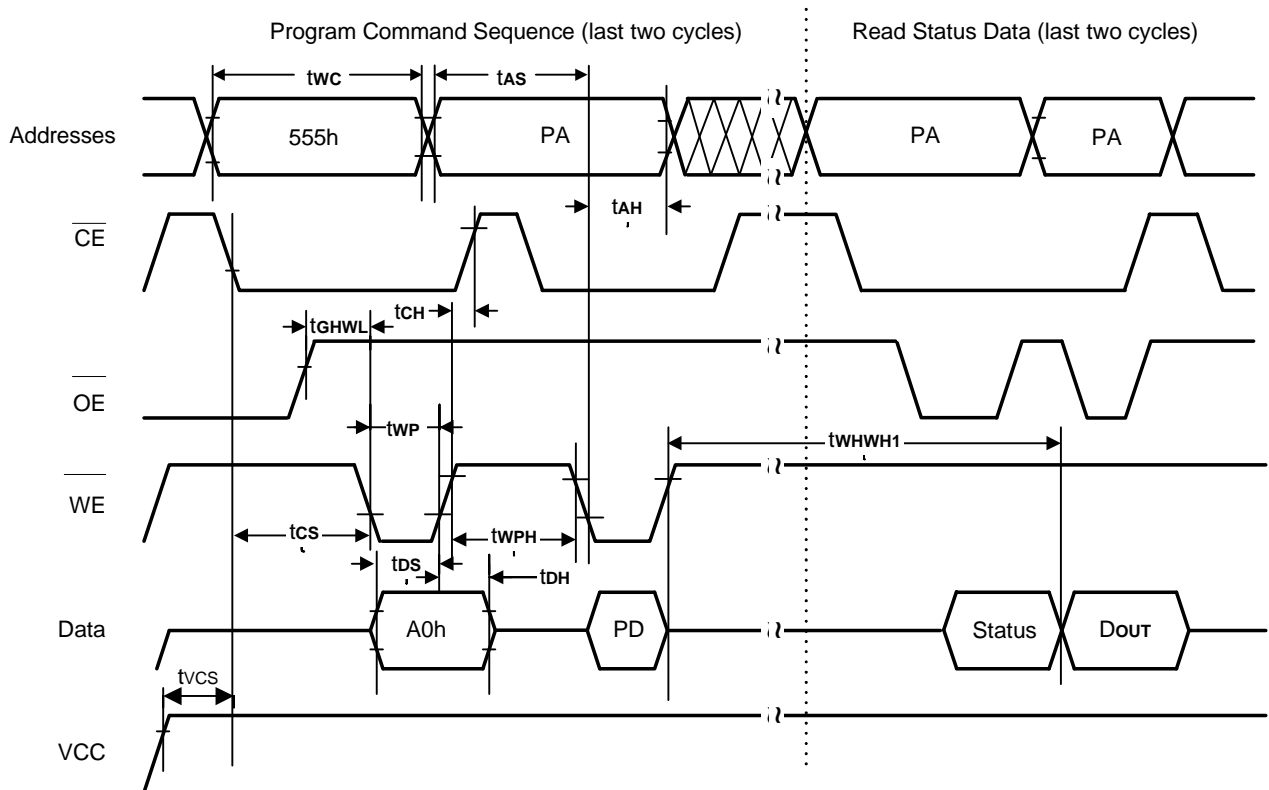 Program Command Sequence (last two cycles)
Read Status Data (last two cycles)
tWC
tAS
Addresses
555h
PA
PA
PA
tAH
CE
tCH
tGHWL
OE
tWP
tWHWH1
WE
tCS
tWPH
tDS
tDH
Data
A0h
PD
Status
DOUT
tVCS
VCC